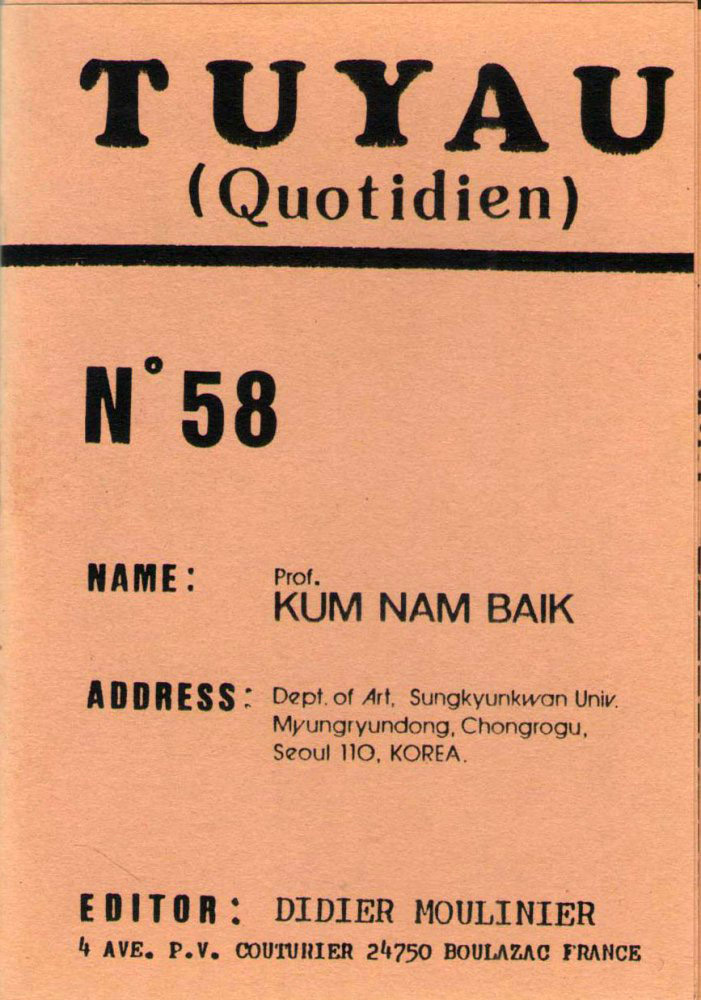 TUYAU
(Quotidien)
N° 58
NAME: Prof.
KUM NAM BAIK
ADDRESS: Dept. of Art, Sungkyunkwan Univ.
Myungryundong, Chongrogu,
Seoul 110, KOREA.
EDITOR: DIDIER MOULINIER
4 AVE. P.V. COUTURIER 24750 BOULAZAC FRANCE